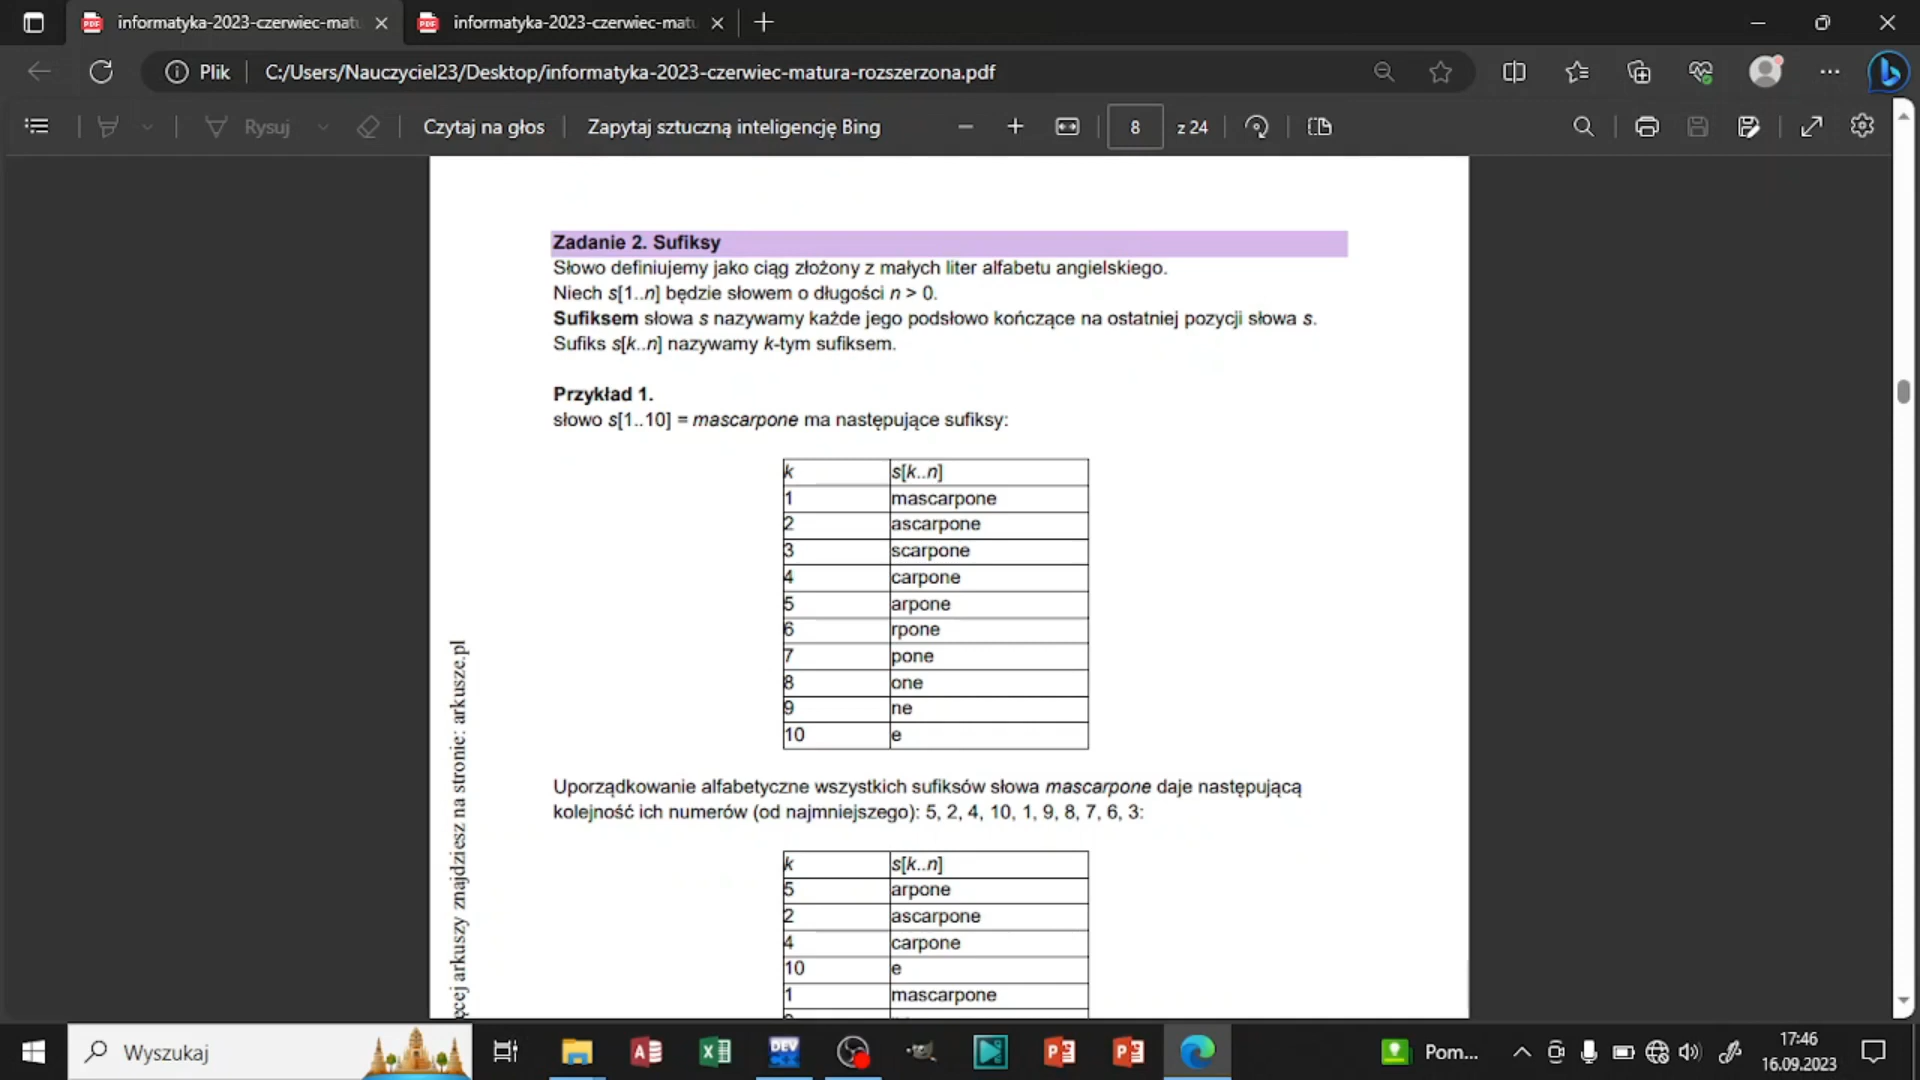 informatyka-2023-czerwiec-matu
informatyka-2023-czerwiec-matu
Plik
C:/Users/Nauczyciel23/Desktop/informatyka-2023-czerwiec-matura-rozszerzona.pdf
Rysuj
Czytaj na głos
Zapytaj sztuczną inteligencję Bing
8
z 24
Zadanie 2. Sufiksy
Słowo definiujemy jako ciąg złożony z małych liter alfabetu angielskiego.
Niech s[1..n] będzie słowem o długości n > 0.
Sufiksem słowa s nazywamy każde jego podsłowo kończące na ostatniej pozycji słowa s.
Sufiks s[k..n] nazywamy k-tym sufiksem.
Przykład 1.
słowo s[1..10] = mascarpone ma następujące sufiksy:
k s[k..n]
1 mascarpone
2 ascarpone
3 scarpone
4 carpone
5 arpone
6 rpone
7 pone
8 one
9 ne
10 e
Uporządkowanie alfabetyczne wszystkich sufiksów słowa mascarpone daje następującą
kolejność ich numerów (od najmniejszego): 5, 2, 4, 10, 1, 9, 8, 7, 6, 3:
k s[k..n]
5 arpone
2 ascarpone
4 carpone
10 e
1 mascarpone
ęcej arkuszy znajdziesz na stronie: arkusze.pl
Wyszukaj
DEV
Pom...
17:46
16.09.2023